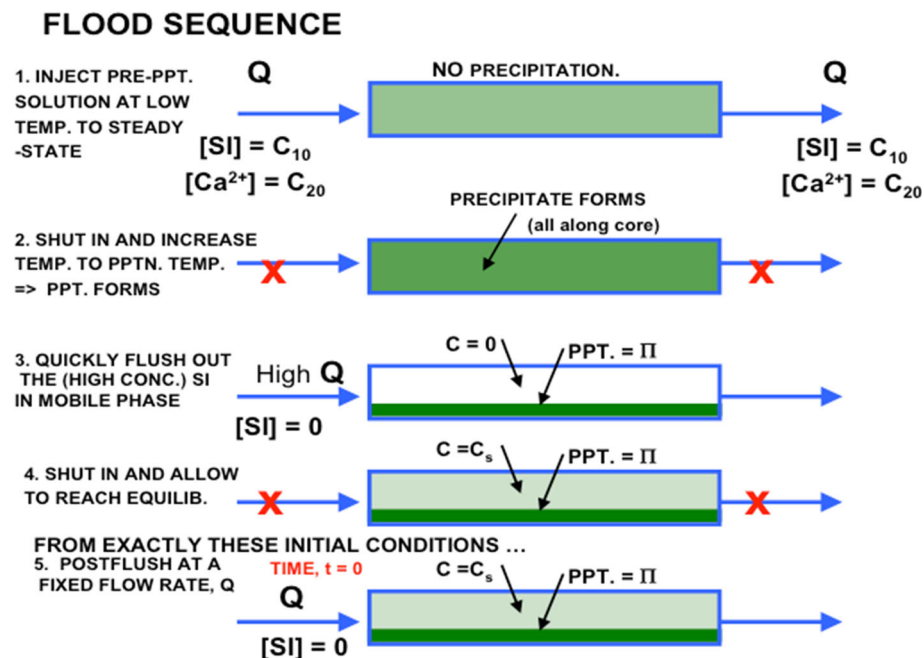 FLOOD SEQUENCE
1. INJECT PRE-PPT.
SOLUTION AT LOW
TEMP. TO STEADY
-STATE
Q
NO PRECIPITATION.
Q
[SI] = C₁₀
[Ca²⁺] = C₂₀
[SI] = C₁₀
[Ca²⁺] = C₂₀
PRECIPITATE FORMS
(all along core)
2. SHUT IN AND INCREASE
TEMP. TO PPTN. TEMP.
=> PPT. FORMS
X
X
3. QUICKLY FLUSH OUT
THE (HIGH CONC.) SI
IN MOBILE PHASE
High Q
[SI] = 0
C = 0
PPT. = Π
4. SHUT IN AND ALLOW
TO REACH EQUILIB.
X
C =Cₛ
PPT. = Π
X
FROM EXACTLY THESE INITIAL CONDITIONS ...
5. POSTFLUSH AT A
FIXED FLOW RATE, Q
TIME, t = 0
Q
[SI] = 0
C =Cₛ
PPT. = Π